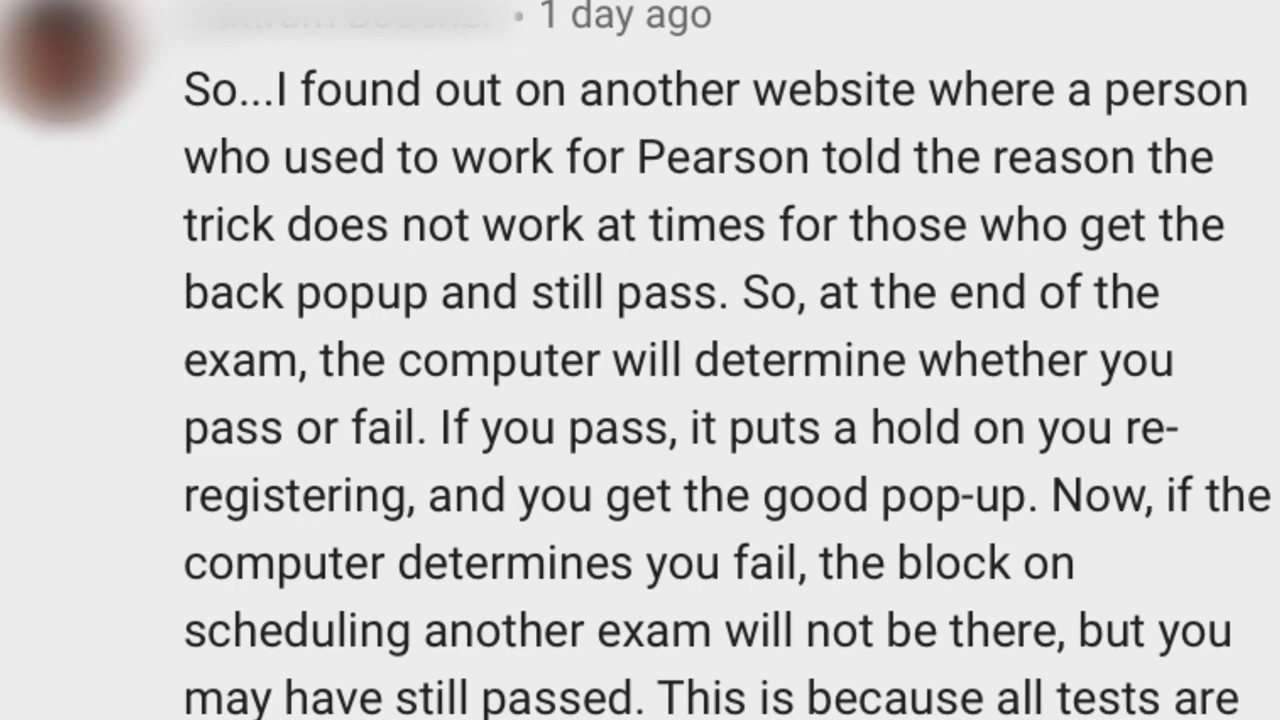 • 1 day ago
So...I found out on another website where a person
who used to work for Pearson told the reason the
trick does not work at times for those who get the
back popup and still pass. So, at the end of the
exam, the computer will determine whether you
pass or fail. If you pass, it puts a hold on you re-
registering, and you get the good pop-up. Now, if the
computer determines you fail, the block on
scheduling another exam will not be there, but you
may have still passed. This is because all tests are